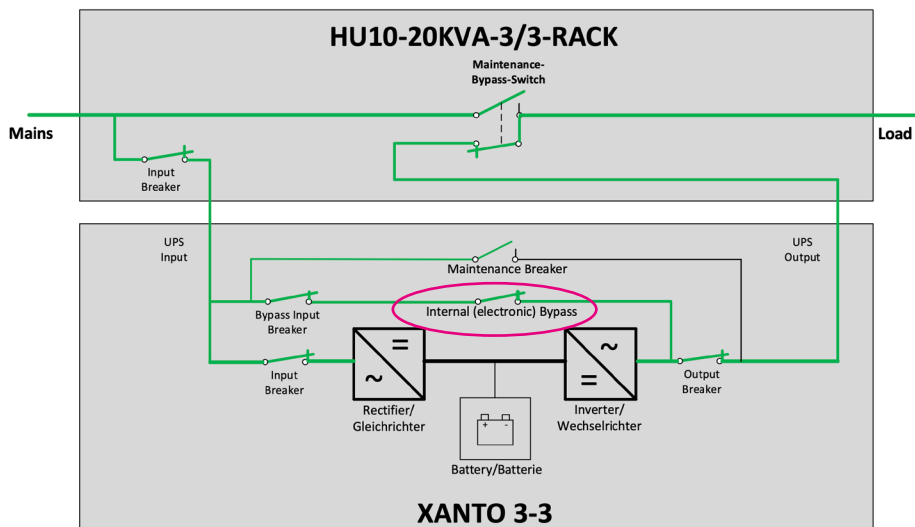 HU10-20KVA-3/3-RACK
Maintenance-
Bypass-Switch
Mains
Load
Input
Breaker
UPS
Input
UPS
Output
Maintenance Breaker
Bypass Input
Breaker
Internal (electronic) Bypass
=
~
~
=
Input
Breaker
Output
Breaker
Rectifier/
Gleichrichter
Inverter/
Wechselrichter
+ -
Battery/Batterie
XANTO 3-3